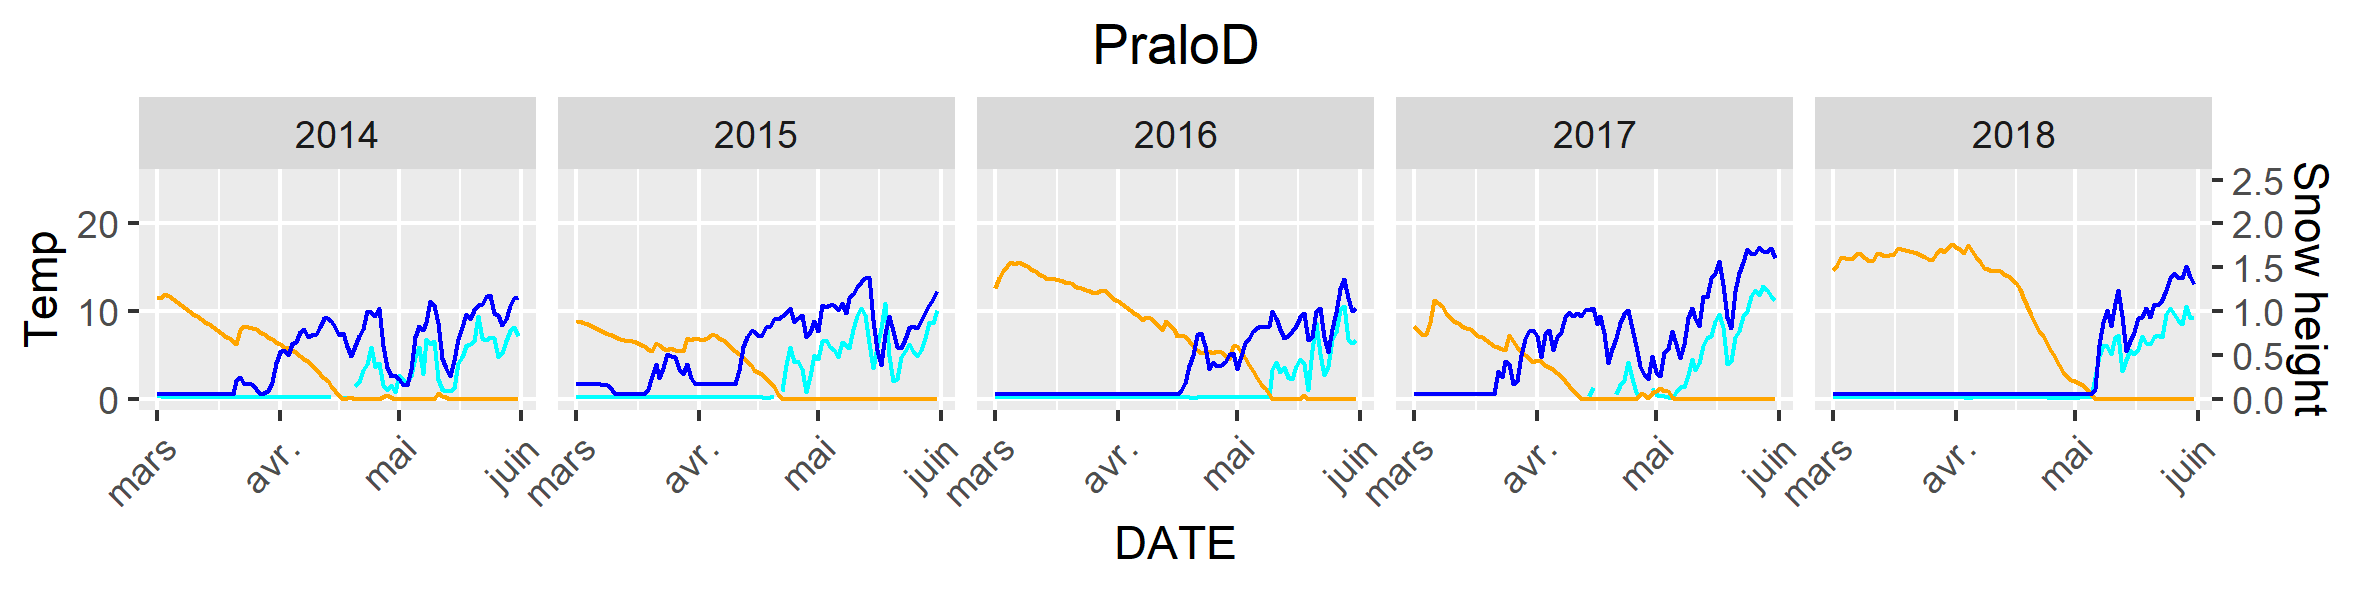 PraloD
2014 2015 2016 2017 2018
Temp
20
10
0
2.5
2.0
1.5
1.0
0.5
0.0
Snow height
mars avr. mai juin mars avr. mai juin mars avr. mai juin mars avr. mai juin mars avr. mai juin
DATE